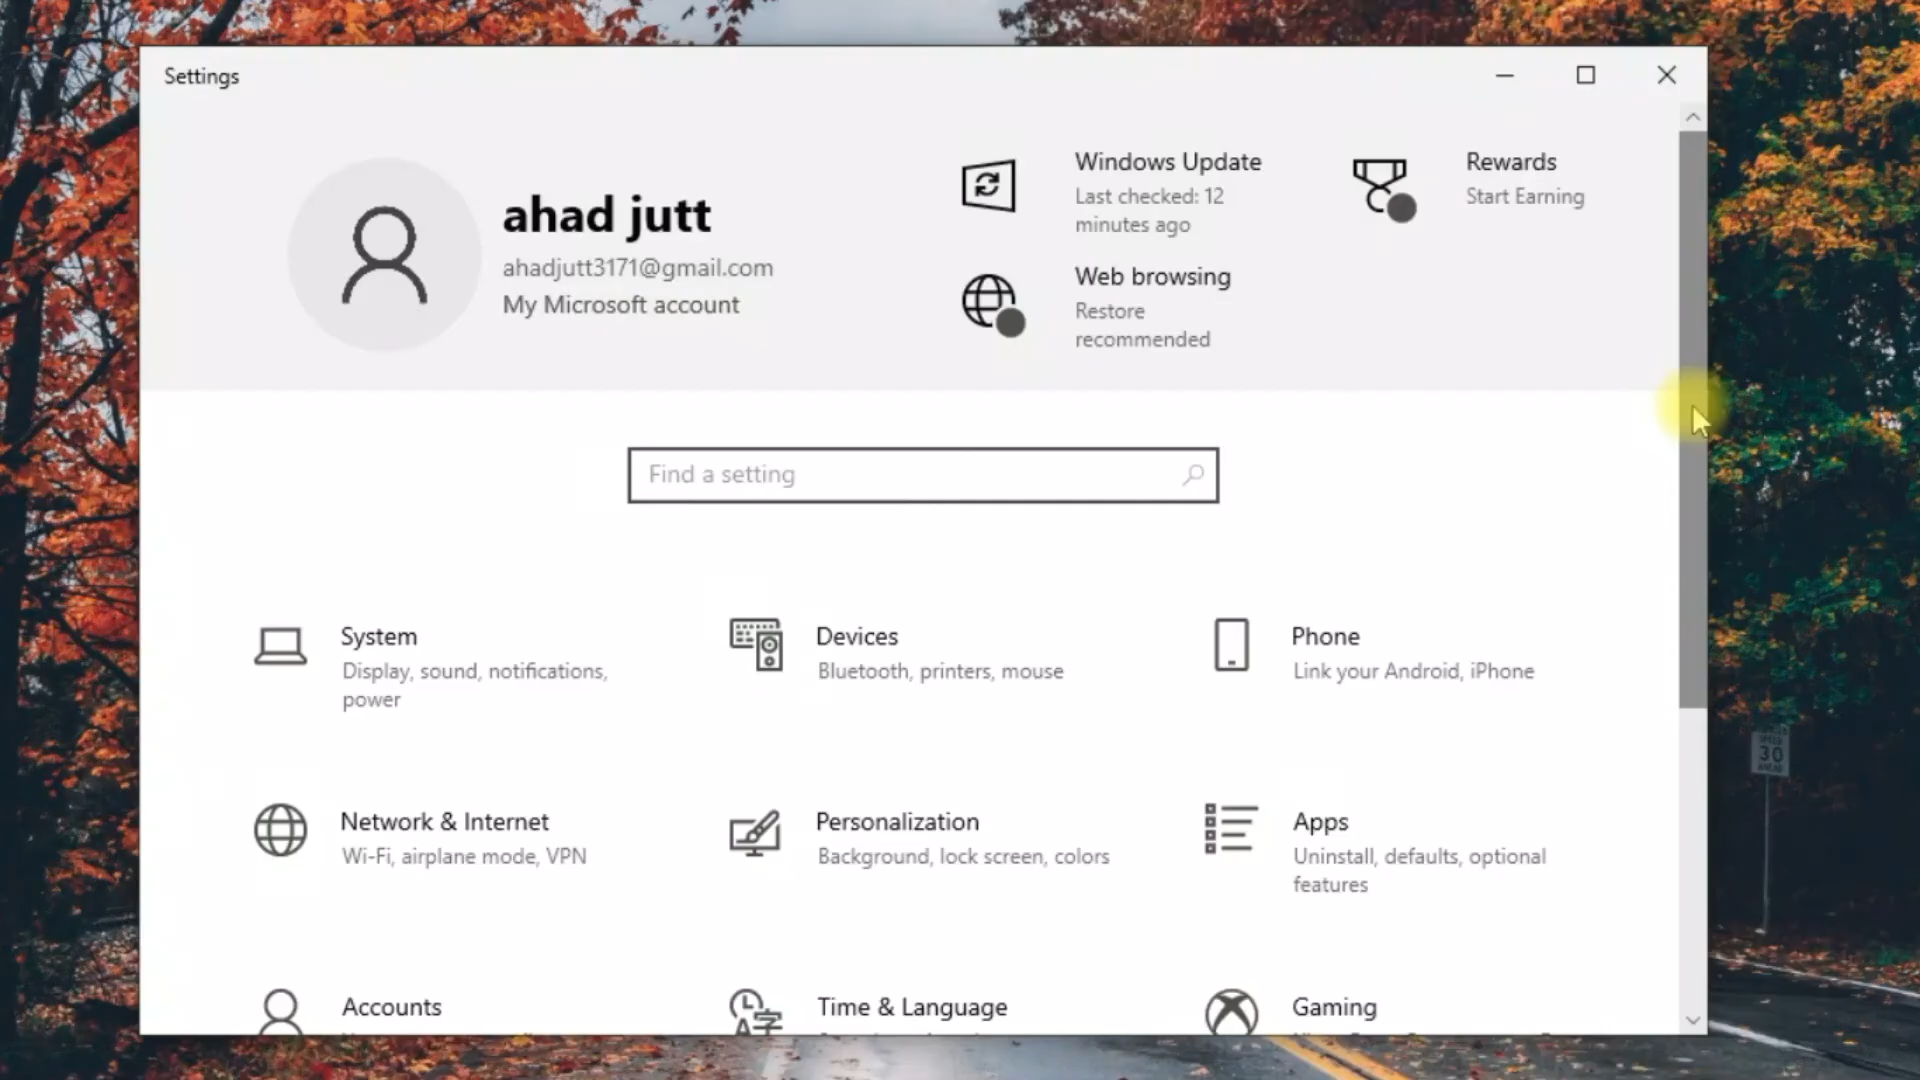 Settings
ahad jutt
ahadjutt3171@gmail.com
My Microsoft account
Windows Update
Last checked: 12
minutes ago
Rewards
Start Earning
Web browsing
Restore
recommended
Find a setting
System
Display, sound, notifications,
power
Devices
Bluetooth, printers, mouse
Phone
Link your Android, iPhone
Network & Internet
Wi-Fi, airplane mode, VPN
Personalization
Background, lock screen, colors
Apps
Uninstall, defaults, optional
features
Accounts
Time & Language
Gaming
SPEED
30
AHEAD